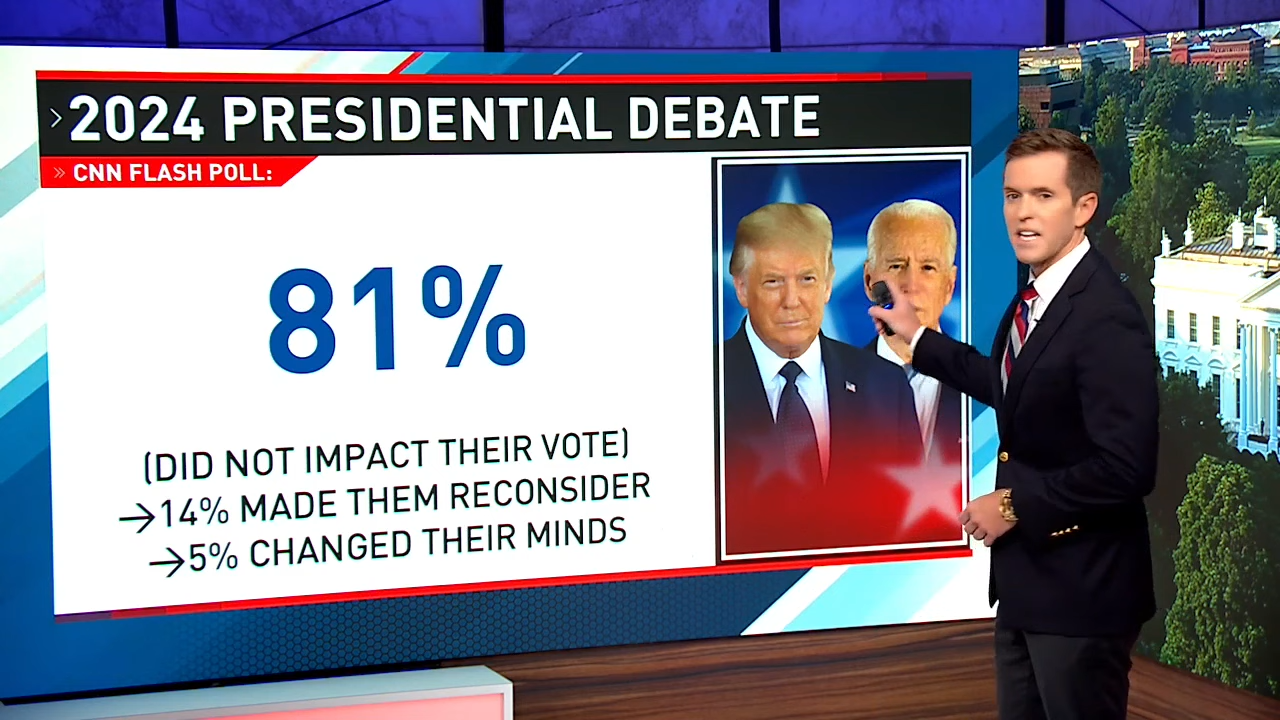 2024 PRESIDENTIAL DEBATE
CNN FLASH POLL:
81%
(DID NOT IMPACT THEIR VOTE)
→14% MADE THEM RECONSIDER
→5% CHANGED THEIR MINDS